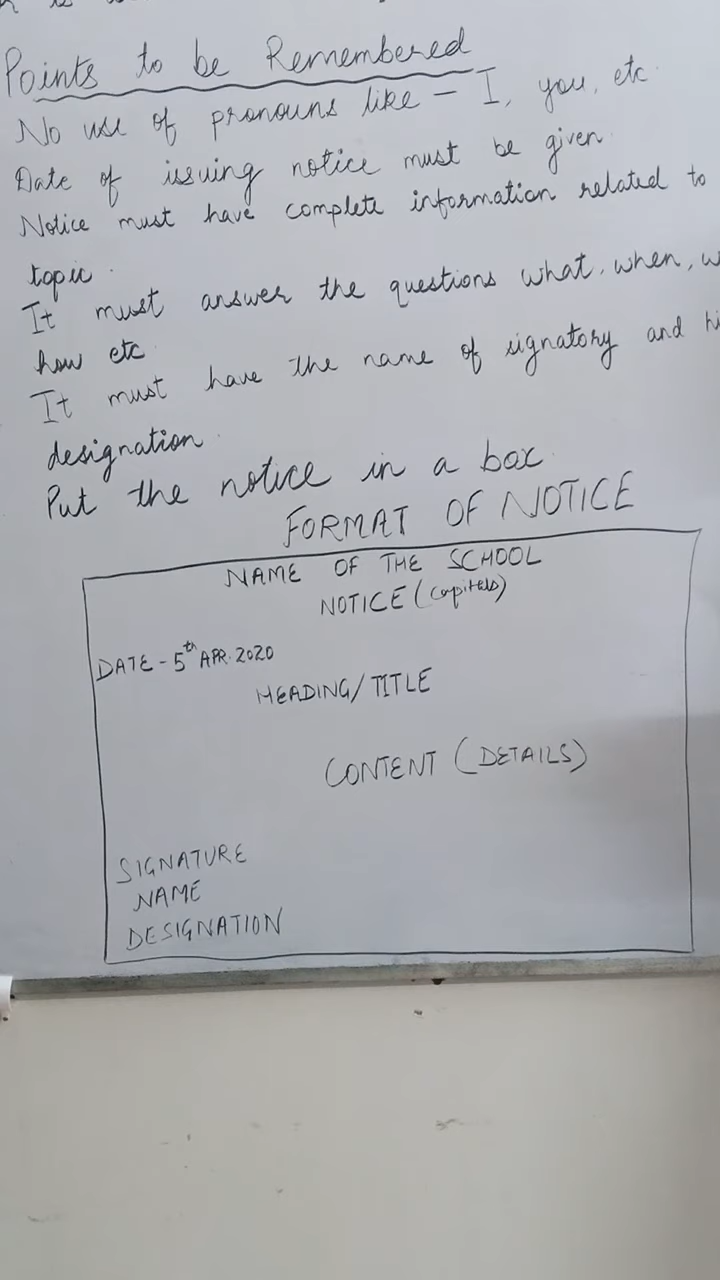 Points to be Remembered
No use of pronouns like - I, you, etc.
Date of issuing notice must be given.
Notice must have complete information related to
topic.
It must answer the questions what, when,
how etc
It must have the name of signatory and
designation.
Put the notice in a box.
FORMAT OF NOTICE
NAME OF THE SCHOOL
NOTICE (Capitals)
DATE - 5th APR. 2020
HEADING/TITLE
CONTENT (DETAILS)
SIGNATURE
NAME
DESIGNATION